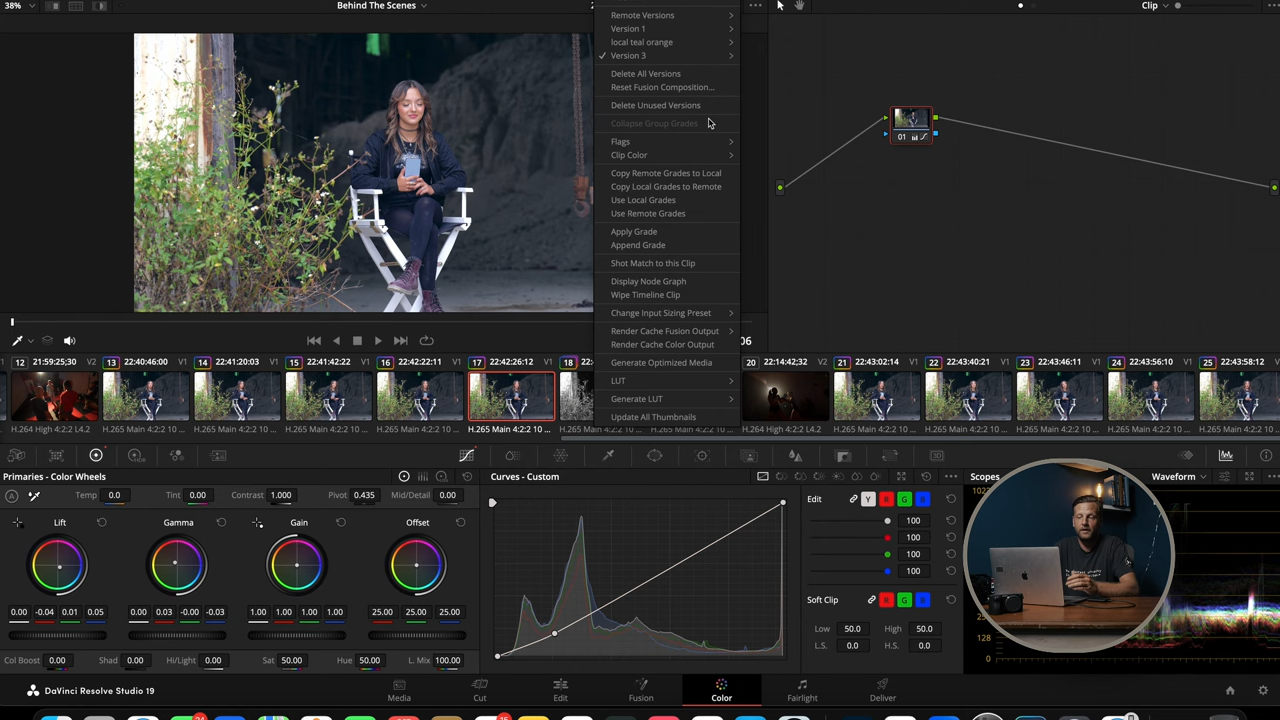 38%
Behind The Scenes
Clip
Remote Versions
Version 1
local teal orange
Version 3
Delete All Versions
Reset Fusion Composition...
Delete Unused Versions
Collapse Group Grades
Flags
Clip Color
Copy Remote Grades to Local
Copy Local Grades to Remote
Use Local Grades
Use Remote Grades
Apply Grade
Append Grade
Shot Match to this Clip
Display Node Graph
Wipe Timeline Clip
Change Input Sizing Preset
Render Cache Fusion Output
Render Cache Color Output
Generate Optimized Media
LUT
Generate LUT
Update All Thumbnails
01
06
12 21:59:25:30 V2 13 22:40:46:00 V1 14 22:41:20:03 V1 15 22:41:42:22 V1 16 22:42:22:11 V1 17 22:42:26:12 V1 18 20 22:14:42:32 V2 21 22:43:02:14 V1 22 22:43:40:21 V1 23 22:43:46:11 V1 24 22:43:56:10 V1 25 22:43:58:12 V1
H.264 High 4:2:2 L4.2 H.265 Main 4:2:2 10 ... H.265 Main 4:2:2 10 ... H.265 Main 4:2:2 10 ... H.265 Main 4:2:2 10 ... H.265 Main 4:2:2 10 ... H.264 High 4:2:2 L4.2 H.265 Main 4:2:2 10 ... H.265 Main 4:2:2 10 ... H.265 Main 4:2:2 10 ... H.265 Main 4:2:2 10 ... H.265 Main 4:2:2 10 ...
Primaries - Color Wheels
Temp 0.0 Tint 0.00 Contrast 1.000 Pivot 0.435 Mid/Detail 0.00
Lift Gamma Gain Offset
0.00 -0.04 0.01 0.05 0.00 0.03 -0.00 -0.03 1.00 1.00 1.00 1.00 25.00 25.00 25.00
Col Boost 0.00 Shad 0.00 Hi/Light 0.00 Sat 50.00 Hue 50.00 L. Mix 100.00
Curves - Custom
Edit Y R G B
100
100
100
100
Soft Clip R G B
Low 50.0 High 50.0
L.S. 0.0 H.S. 0.0
Scopes Waveform
128
0
DaVinci Resolve Studio 19
Media Cut Edit Fusion Color Fairlight Deliver